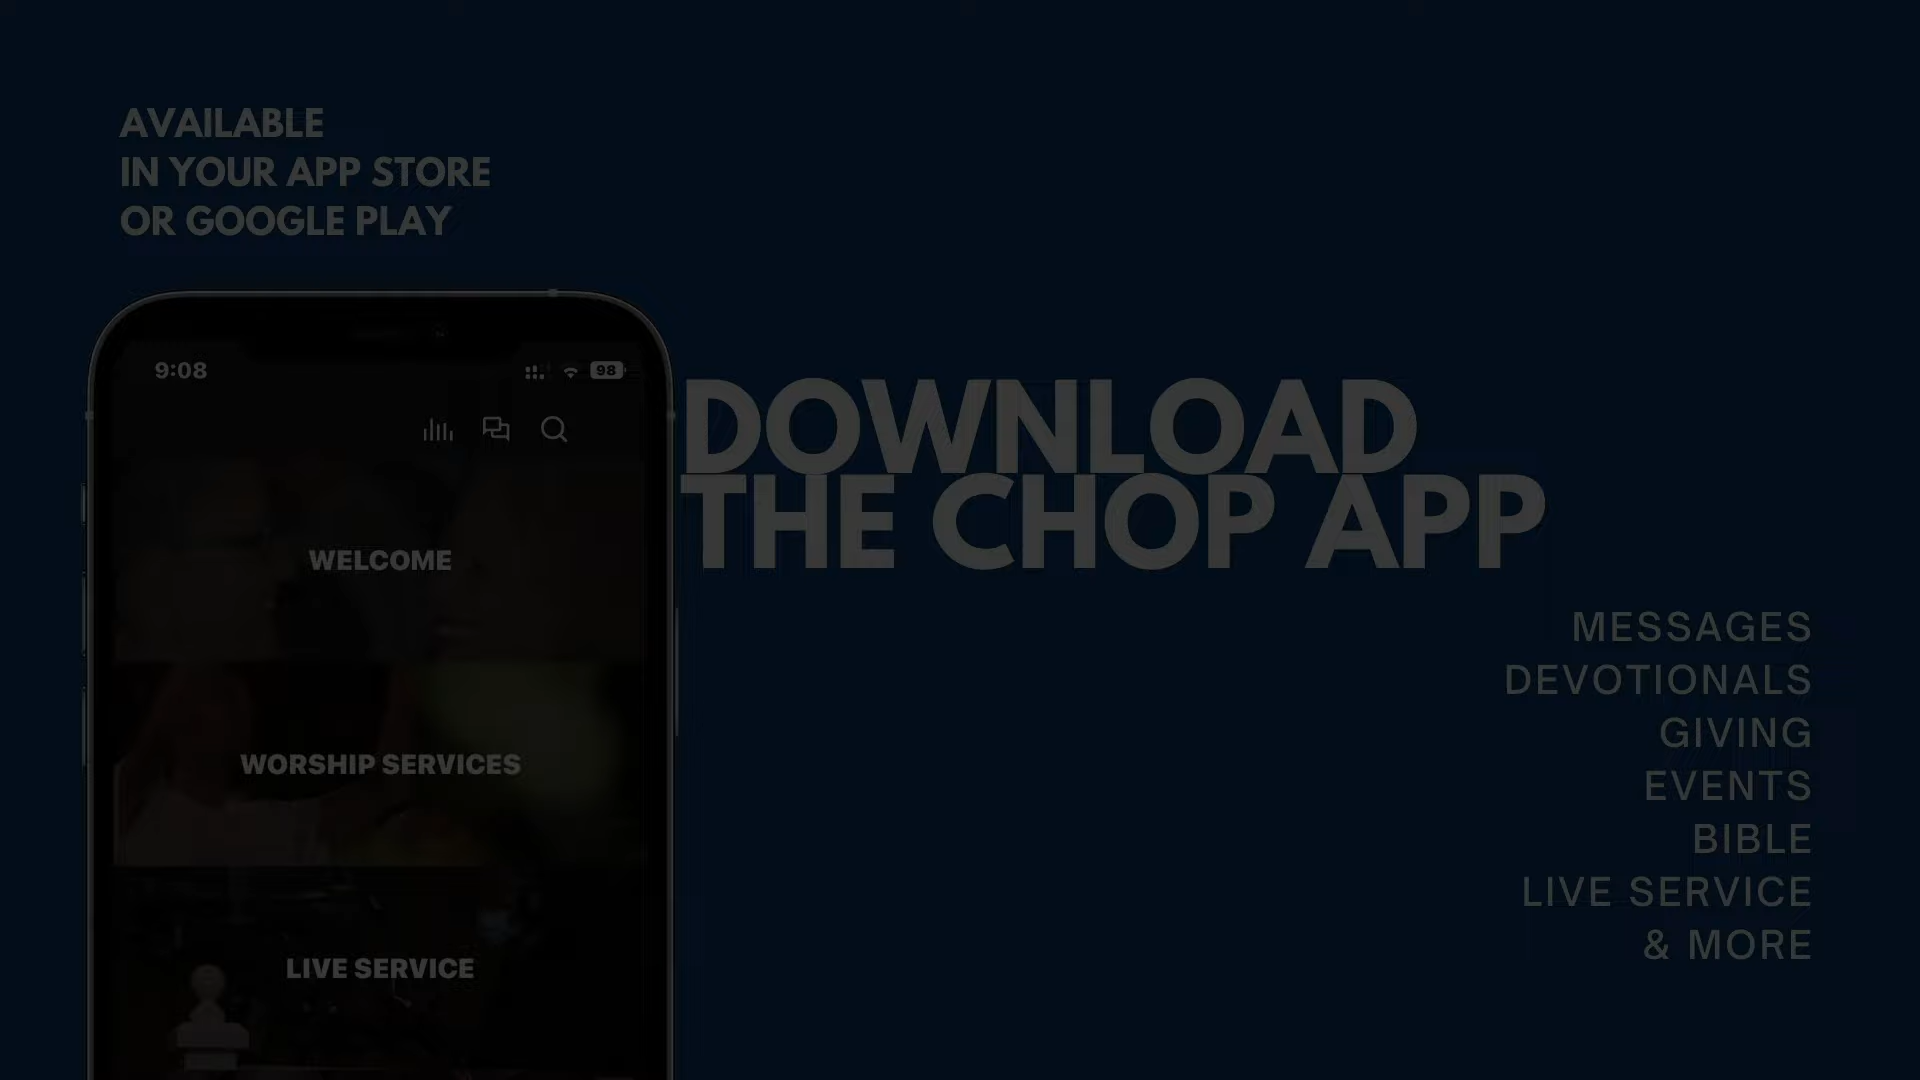 AVAILABLE
IN YOUR APP STORE
OR GOOGLE PLAY
9:08
98
WELCOME
WORSHIP SERVICES
LIVE SERVICE
DOWNLOAD
THE CHOP APP
MESSAGES
DEVOTIONALS
GIVING
EVENTS
BIBLE
LIVE SERVICE
& MORE